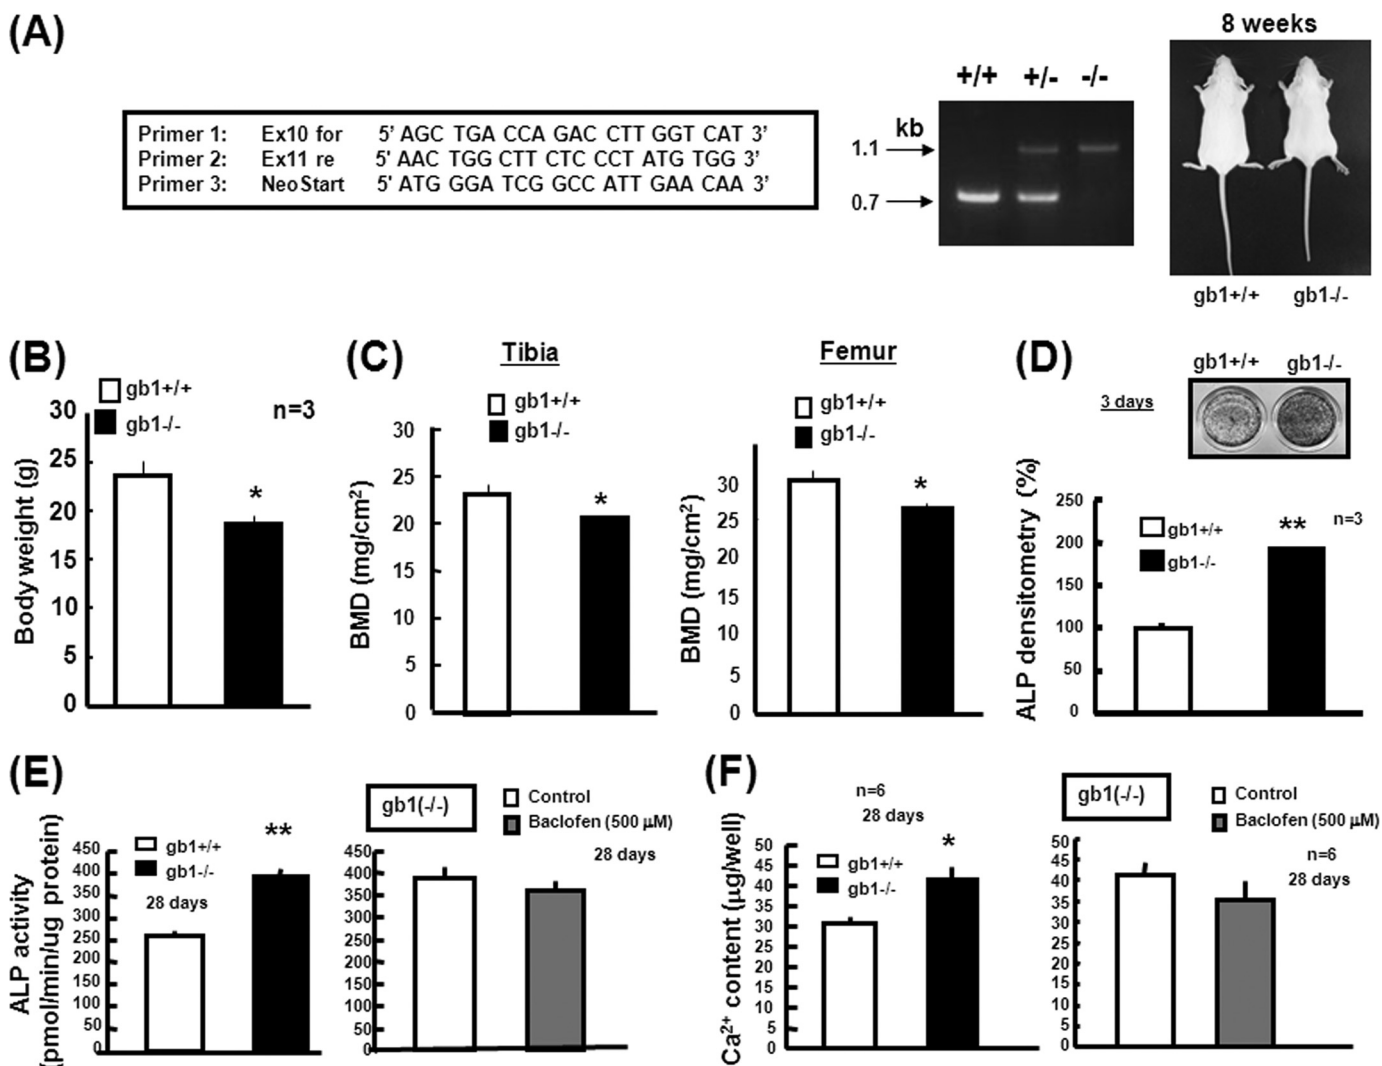 (A)
8 weeks
+/+ +/- -/-
Primer 1: Ex10 for 5' AGC TGA CCA GAC CTT GGT CAT 3'
Primer 2: Ex11 re 5' AAC TGG CTT CTC CCT ATG TGG 3'
Primer 3: NeoStart 5' ATG GGA TCG GCC ATT GAA CAA 3'
kb
1.1
0.7
gb1+/+ gb1-/-
(B)
gb1+/+
gb1-/-
n=3
Body weight (g)
30
25
20
15
10
5
0
*
(C)
Tibia
gb1+/+
gb1-/-
BMD (mg/cm2)
30
25
20
15
10
5
0
*
Femur
gb1+/+
gb1-/-
BMD (mg/cm2)
30
25
20
15
10
5
0
*
(D)
gb1+/+ gb1-/-
3 days
ALP densitometry (%)
250
200
150
100
50
0
gb1+/+
gb1-/-
**
n=3
(E)
ALP activity
(pmol/min/ug protein)
450
400
350
300
250
200
150
100
50
0
gb1+/+
gb1-/-
28 days
**
gb1(-/-)
Control
Baclofen (500 µM)
28 days
450
400
350
300
250
200
150
100
50
0
(F)
n=6
28 days
Ca2+ content (µg/well)
50
45
40
35
30
25
20
15
10
5
0
gb1+/+
gb1-/-
*
gb1(-/-)
Control
Baclofen (500 µM)
n=6
28 days
50
45
40
35
30
25
20
15
10
5
0